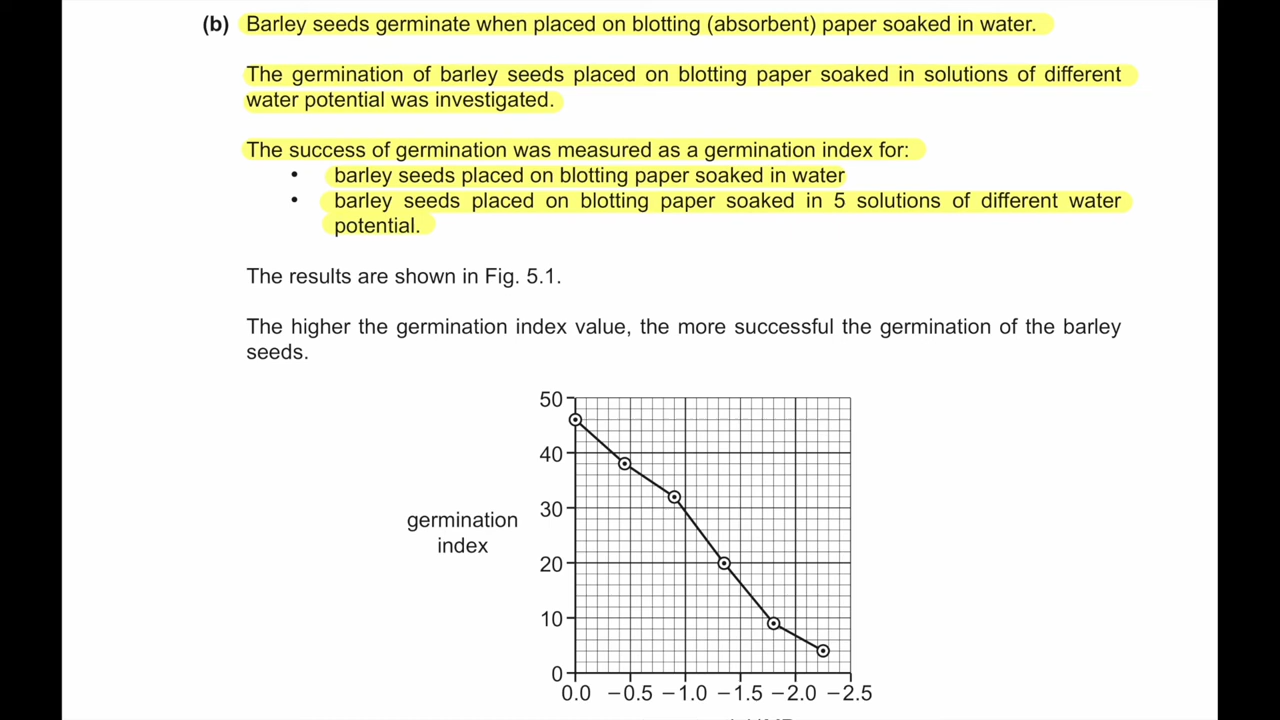 (b) Barley seeds germinate when placed on blotting (absorbent) paper soaked in water.
The germination of barley seeds placed on blotting paper soaked in solutions of different
water potential was investigated.
The success of germination was measured as a germination index for:
• barley seeds placed on blotting paper soaked in water
• barley seeds placed on blotting paper soaked in 5 solutions of different water
potential.
The results are shown in Fig. 5.1.
The higher the germination index value, the more successful the germination of the barley
seeds.
50
40
30
20
10
0
germination
index
0.0 −0.5 −1.0 −1.5 −2.0 −2.5